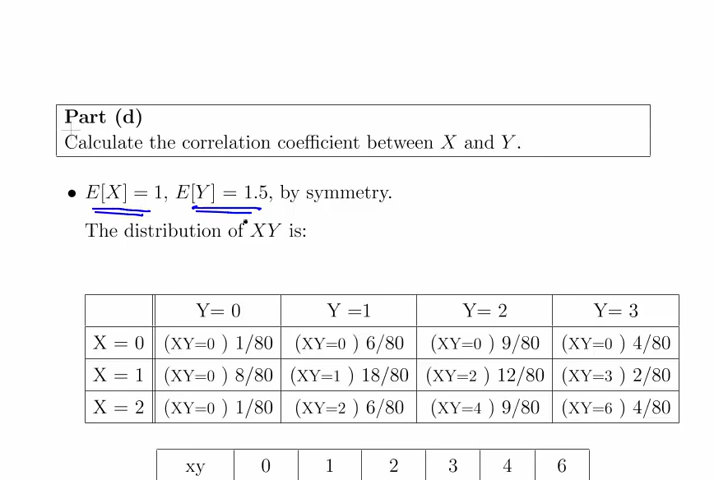 Part (d)
Calculate the correlation coefficient between X and Y.
• E[X] = 1, E[Y] = 1.5, by symmetry.
The distribution of XY is:
Y= 0 Y =1 Y= 2 Y= 3
X = 0 (XY=0 ) 1/80 (XY=0 ) 6/80 (XY=0 ) 9/80 (XY=0 ) 4/80
X = 1 (XY=0 ) 8/80 (XY=1 ) 18/80 (XY=2 ) 12/80 (XY=3 ) 2/80
X = 2 (XY=0 ) 1/80 (XY=2 ) 6/80 (XY=4 ) 9/80 (XY=6 ) 4/80
xy 0 1 2 3 4 6